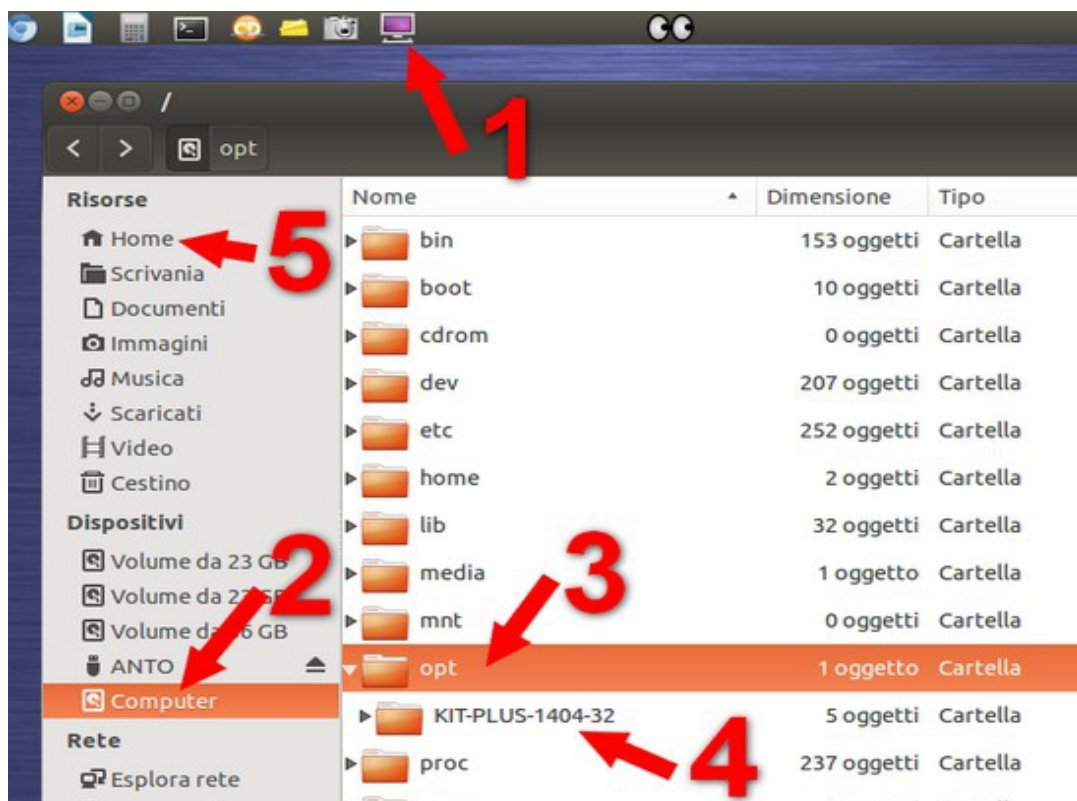 CD
1
/
opt
Risorse
Home
5
Scrivania
Documenti
Immagini
Musica
Scaricati
Video
Cestino
Dispositivi
Volume da 23 GB
2
Volume da GB
Volume GB
ANTO
Computer
Rete
Esplora rete
Nome Dimensione Tipo
bin 153 oggetti Cartella
boot 10 oggetti Cartella
cdrom 0 oggetti Cartella
dev 207 oggetti Cartella
etc 252 oggetti Cartella
home 2 oggetti Cartella
lib 32 oggetti Cartella
3
media 1 oggetto Cartella
mnt 0 oggetti Cartella
opt 1 oggetto Cartella
KIT-PLUS-1404-32 5 oggetti Cartella
4
proc 237 oggetti Cartella